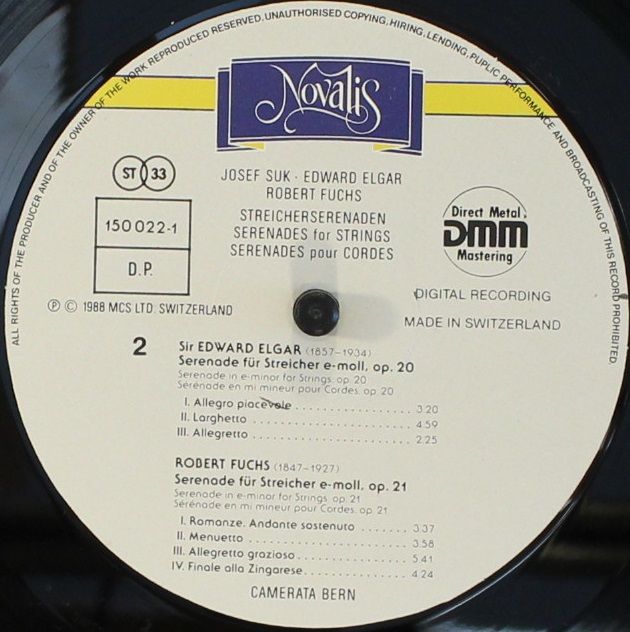 ALL RIGHTS OF THE PRODUCER AND OF THE OWNER OF THE WORK REPRODUCED RESERVED. UNAUTHORISED COPYING, HIRING, LENDING, PUPLIC PERFORMANCE AND BROADCASTING OF THIS RECORD PROHIBITED.
Novalis
ST 33
150 022-1
D.P.
JOSEF SUK · EDWARD ELGAR
ROBERT FUCHS
STREICHERSERENADEN
SERENADES for STRINGS
SERENADES pour CORDES
Direct Metal
DMM
Mastering
Ⓟ © 1988 MCS LTD. SWITZERLAND
DIGITAL RECORDING
MADE IN SWITZERLAND
2
Sir EDWARD ELGAR (1857-1934)
Serenade für Streicher e-moll, op. 20
Serenade in e-minor for Strings, op. 20
Sérénade en mi mineur pour Cordes, op. 20
I. Allegro piacevole . . . . . . . . . . . . . . . . 3.20
II. Larghetto . . . . . . . . . . . . . . . . . . . . . 4.59
III. Allegretto . . . . . . . . . . . . . . . . . . . . . 2.25
ROBERT FUCHS (1847-1927)
Serenade für Streicher e-moll, op. 21
Serenade in e-minor for Strings, op. 21
Sérénade en mi mineur pour Cordes, op. 21
I. Romanze. Andante sostenuto . . . . . . . 3.37
II. Menuetto . . . . . . . . . . . . . . . . . . . . . 3.58
III. Allegretto grazioso . . . . . . . . . . . . . . 5.41
IV. Finale alla Zingarese . . . . . . . . . . . . . 4.24
CAMERATA BERN